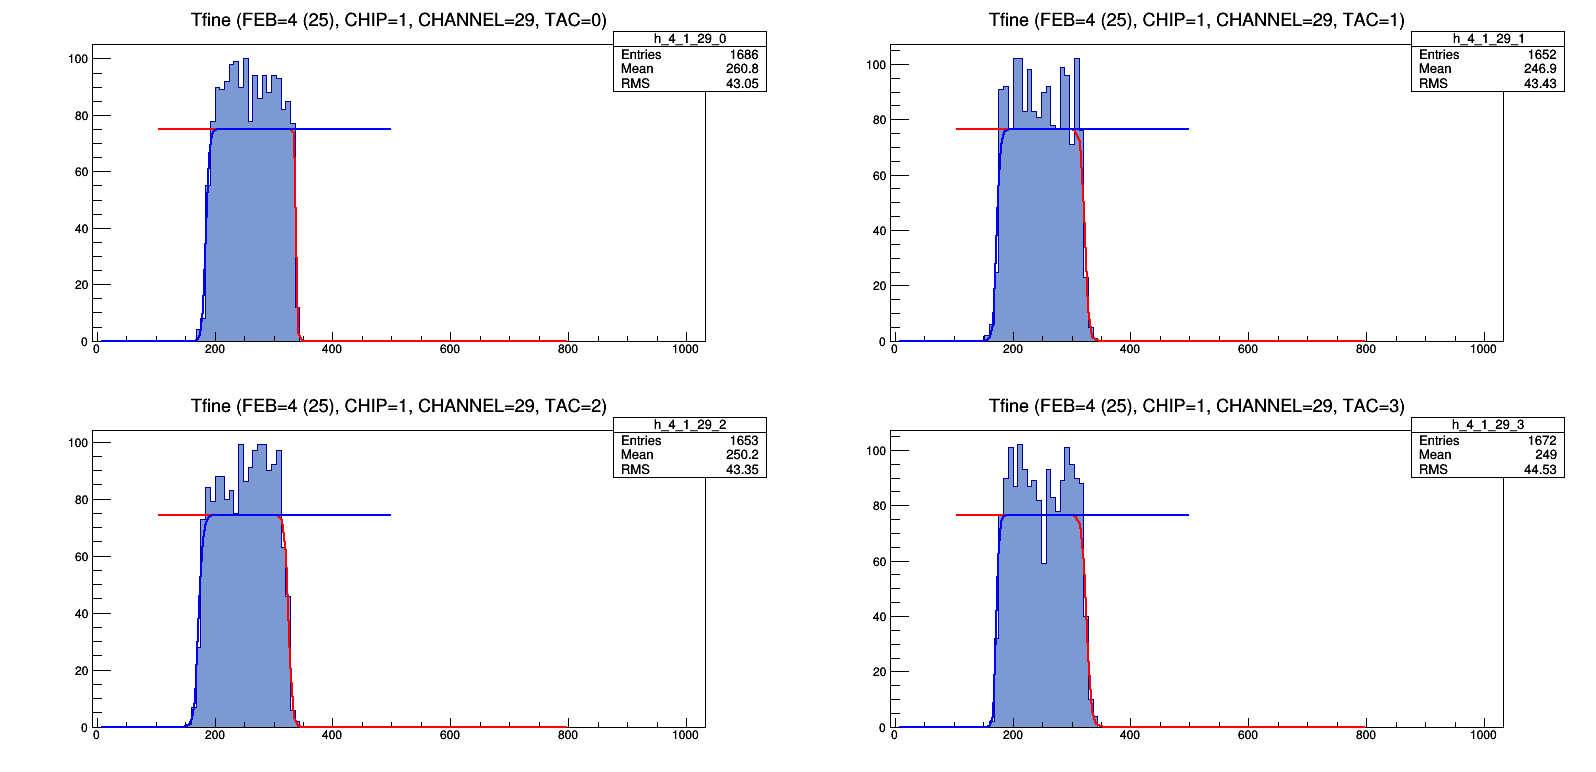 Tfine (FEB=4 (25), CHIP=1, CHANNEL=29, TAC=0)
h_4_1_29_0
Entries 1686
Mean 260.8
RMS 43.05
100
80
60
40
20
0
0 200 400 600 800 1000
Tfine (FEB=4 (25), CHIP=1, CHANNEL=29, TAC=1)
h_4_1_29_1
Entries 1652
Mean 246.9
RMS 43.43
100
80
60
40
20
0
0 200 400 600 800 1000
Tfine (FEB=4 (25), CHIP=1, CHANNEL=29, TAC=2)
h_4_1_29_2
Entries 1653
Mean 250.2
RMS 43.35
100
80
60
40
20
0
0 200 400 600 800 1000
Tfine (FEB=4 (25), CHIP=1, CHANNEL=29, TAC=3)
h_4_1_29_3
Entries 1672
Mean 249
RMS 44.53
100
80
60
40
20
0
0 200 400 600 800 1000